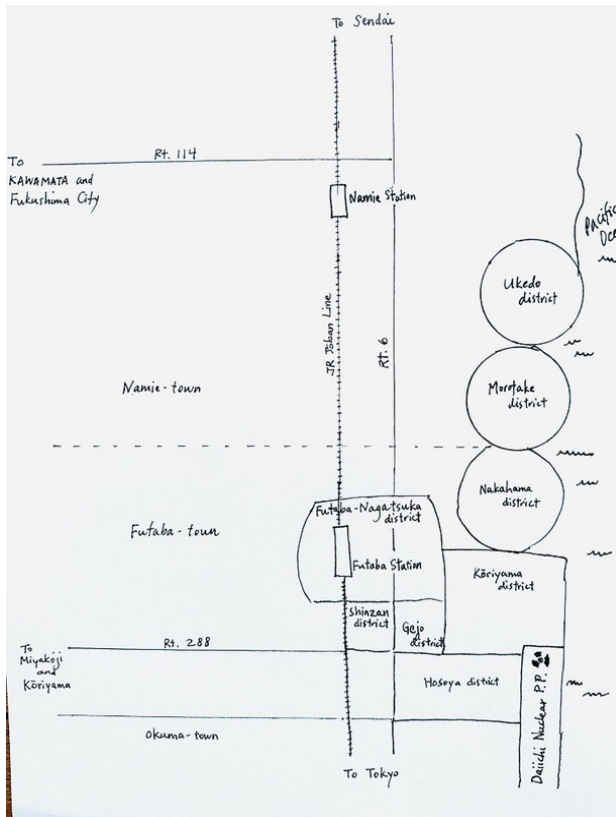 To Sendai
Rt. 114
To
KAWAMATA and
Fukushima City
Namie Station
Pacific
Oce
Ukedo
district
JR Jōban Line
Rt. 6
Morotake
district
Namie-town
Nakahama
district
Futaba-Nagatsuka
district
Futaba-town
Futaba Station
Kōriyama
district
Shinzan
district
Gejo
district
To
Miyakoji
and
Kōriyama
Rt. 288
Hosoya district
Daiichi Nuclear P.P.
Okuma-town
To Tokyo